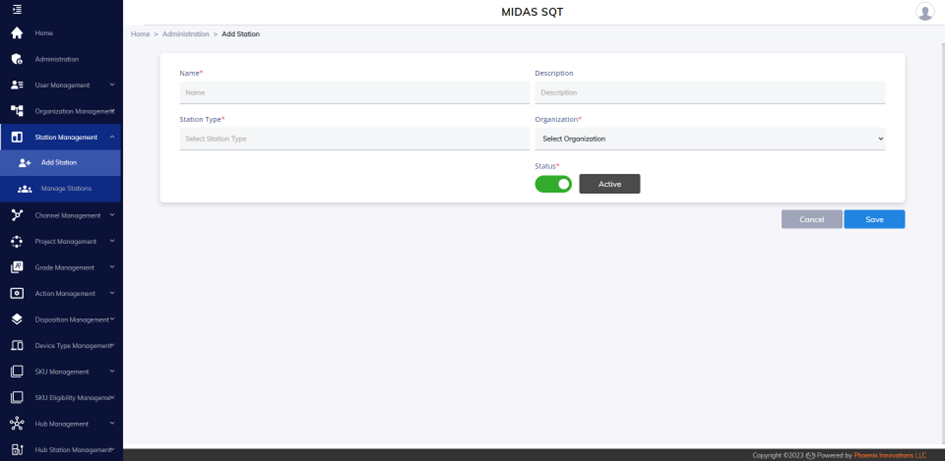 MIDAS SQT
Home
Administration
User Management
Organization Management
Station Management
Add Station
Manage Stations
Channel Management
Project Management
Grade Management
Action Management
Disposition Management
Device Type Management
SKU Management
SKU Eligibility Manageme
Hub Management
Hub Station Management
Home > Administration > Add Station
Name* Description
Name Description
Station Type* Organization*
Select Station Type Select Organization
Status*
Active
Cancel Save
Copyright ©2023 Powered by Phoenix Innovations LLC